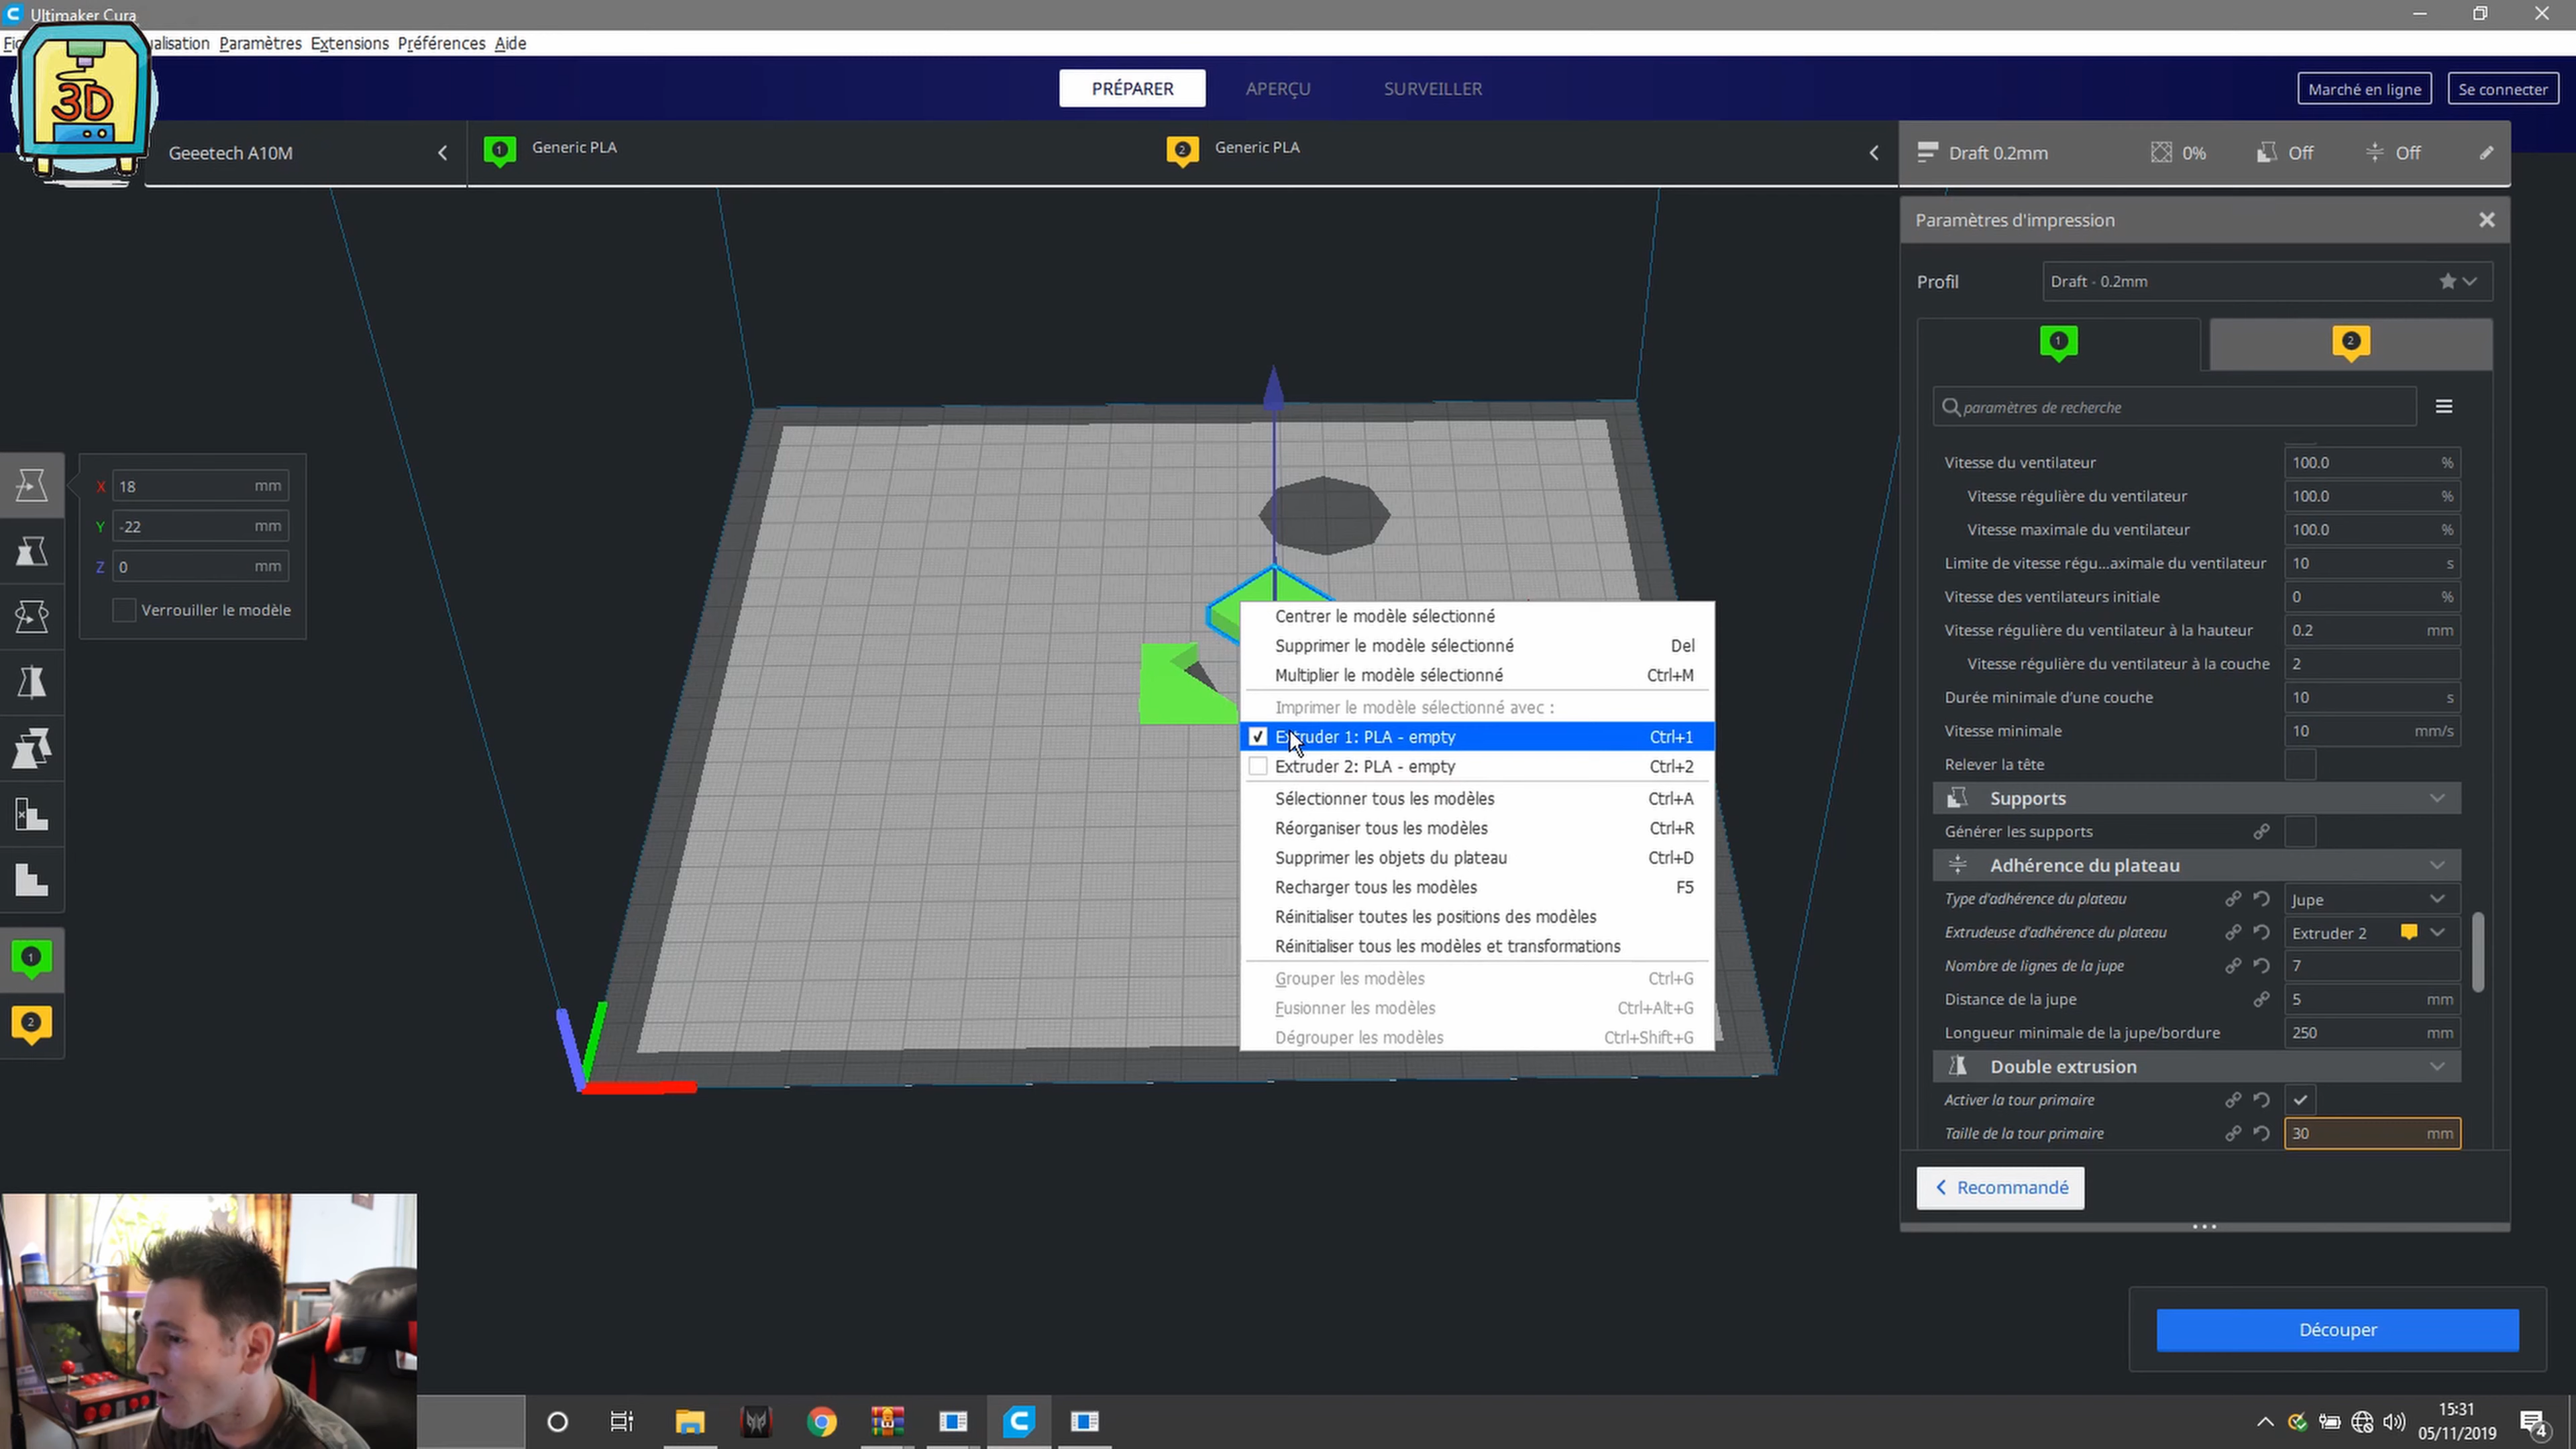 Ultimaker Cura
Fic
alisation Paramètres Extensions Préférences Aide
3D
PRÉPARER APERÇU SURVEILLER
Marché en ligne Se connecter
Geeetech A10M
1 Generic PLA
2 Generic PLA
Draft 0.2mm 0% Off Off
Paramètres d'impression
Profil Draft - 0.2mm
1 2
paramètres de recherche
X 18 mm
Y -22 mm
Z 0 mm
Verrouiller le modèle
1
2
Centrer le modèle sélectionné
Supprimer le modèle sélectionné Del
Multiplier le modèle sélectionné Ctrl+M
Imprimer le modèle sélectionné avec :
Extruder 1: PLA - empty Ctrl+1
Extruder 2: PLA - empty Ctrl+2
Sélectionner tous les modèles Ctrl+A
Réorganiser tous les modèles Ctrl+R
Supprimer les objets du plateau Ctrl+D
Recharger tous les modèles F5
Réinitialiser toutes les positions des modèles
Réinitialiser tous les modèles et transformations
Grouper les modèles Ctrl+G
Fusionner les modèles Ctrl+Alt+G
Dégrouper les modèles Ctrl+Shift+G
Vitesse du ventilateur 100.0 %
Vitesse régulière du ventilateur 100.0 %
Vitesse maximale du ventilateur 100.0 %
Limite de vitesse régu...aximale du ventilateur 10 s
Vitesse des ventilateurs initiale 0 %
Vitesse régulière du ventilateur à la hauteur 0.2 mm
Vitesse régulière du ventilateur à la couche 2
Durée minimale d'une couche 10 s
Vitesse minimale 10 mm/s
Relever la tête
Supports
Générer les supports
Adhérence du plateau
Type d'adhérence du plateau Jupe
Extrudeuse d'adhérence du plateau Extruder 2
Nombre de lignes de la jupe 7
Distance de la jupe 5 mm
Longueur minimale de la jupe/bordure 250 mm
Double extrusion
Activer la tour primaire
Taille de la tour primaire 30 mm
Recommandé
Découper
15:31
05/11/2019
4